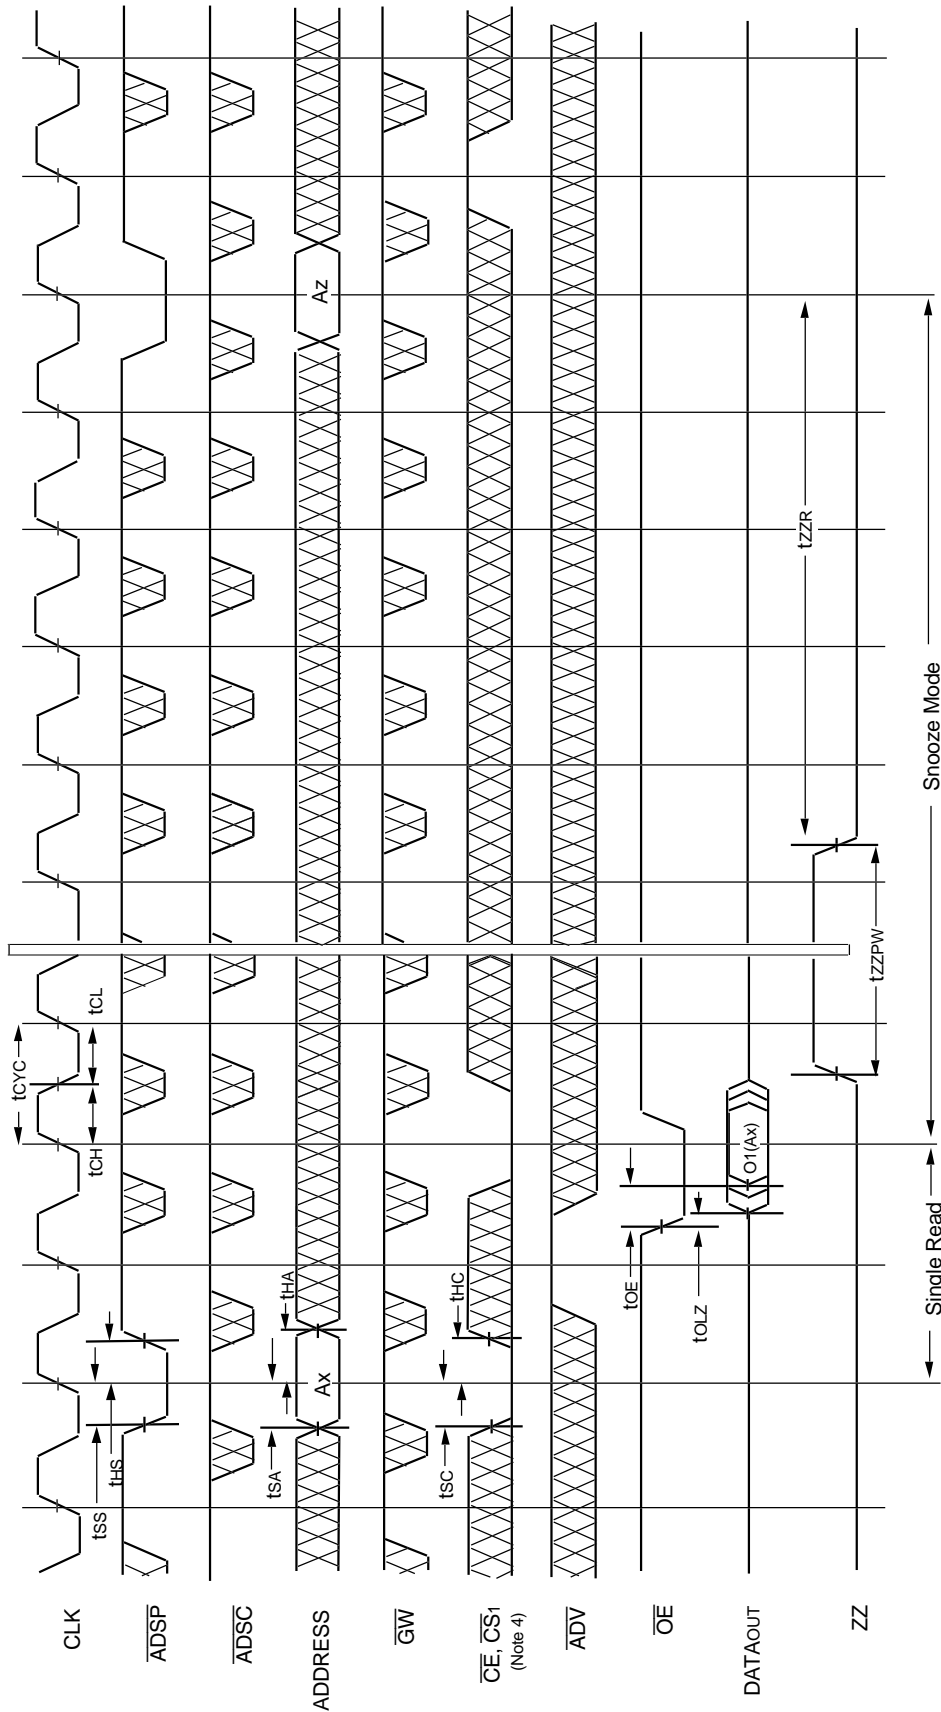 CLK
tCYC
tSS
tHS
tCH
tCL
ADSP
ADSC
ADDRESS
tSA
tHA
Ax
Az
GW
CE, CS1
(Note 4)
tSC
tHC
ADV
OE
tOE
tOLZ
DATAOUT
O1(Ax)
ZZ
tZZPW
tZZR
Single Read
Snooze Mode